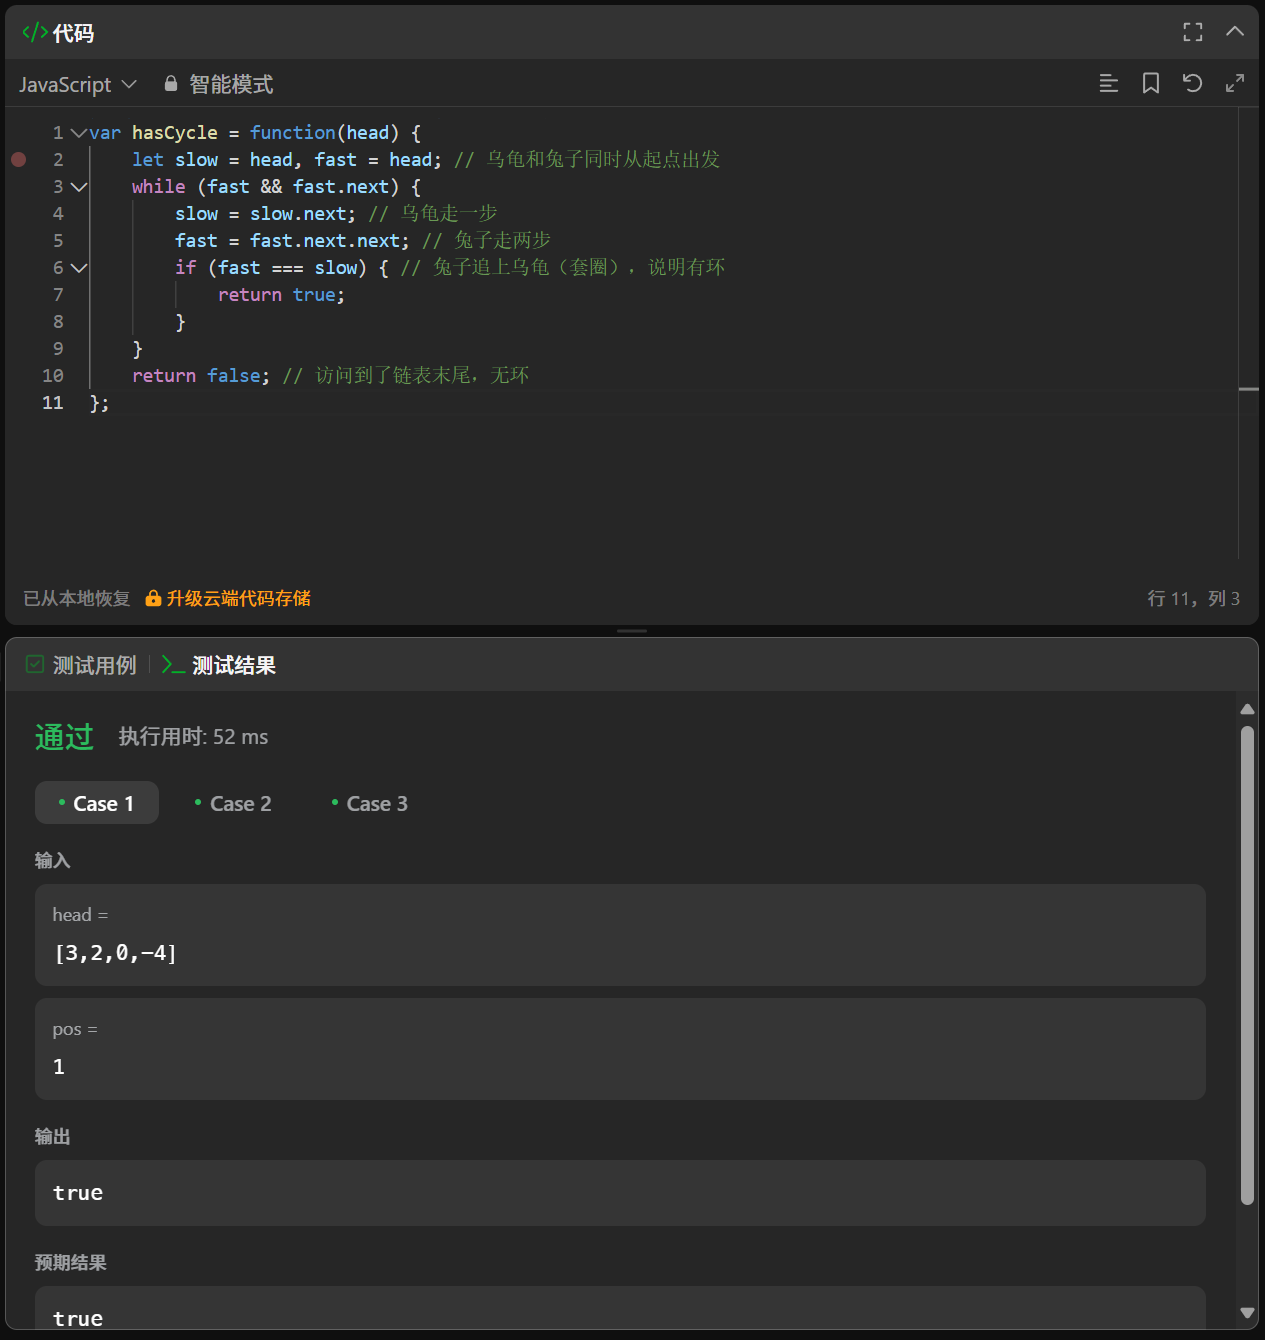 </> 代码
JavaScript 智能模式
1 var hasCycle = function(head) {
2 let slow = head, fast = head; // 乌龟和兔子同时从起点出发
3 while (fast && fast.next) {
4 slow = slow.next; // 乌龟走一步
5 fast = fast.next.next; // 兔子走两步
6 if (fast === slow) { // 兔子追上乌龟（套圈），说明有环
7 return true;
8 }
9 }
10 return false; // 访问到了链表末尾，无环
11 };
已从本地恢复 升级云端代码存储 行 11，列 3
测试用例 >_ 测试结果
通过 执行用时: 52 ms
• Case 1 • Case 2 • Case 3
输入
head =
[3,2,0,-4]
pos =
1
输出
true
预期结果
true